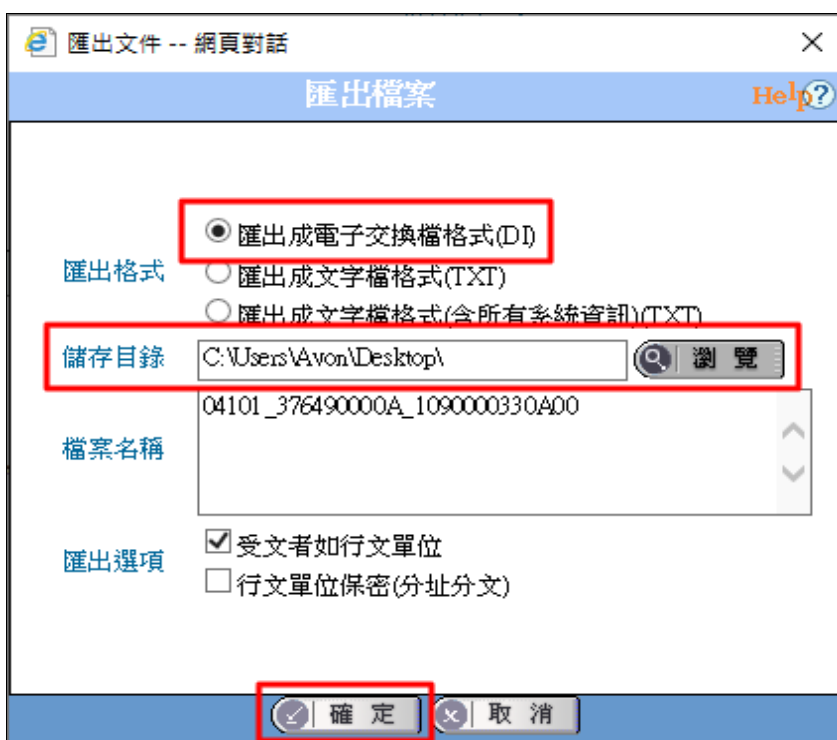 匯出文件 -- 網頁對話
匯出檔案
Help?
匯出成電子交換檔格式(DI)
匯出格式
匯出成文字檔格式(TXT)
匯出成文字檔格式(含所有系統資訊)(TXT)
儲存目錄 C:\Users\Avon\Desktop\ 瀏覽
04101_376490000A_1090000330A00
檔案名稱
受文者如行文單位
匯出選項
行文單位保密(分址分文)
確定 取消